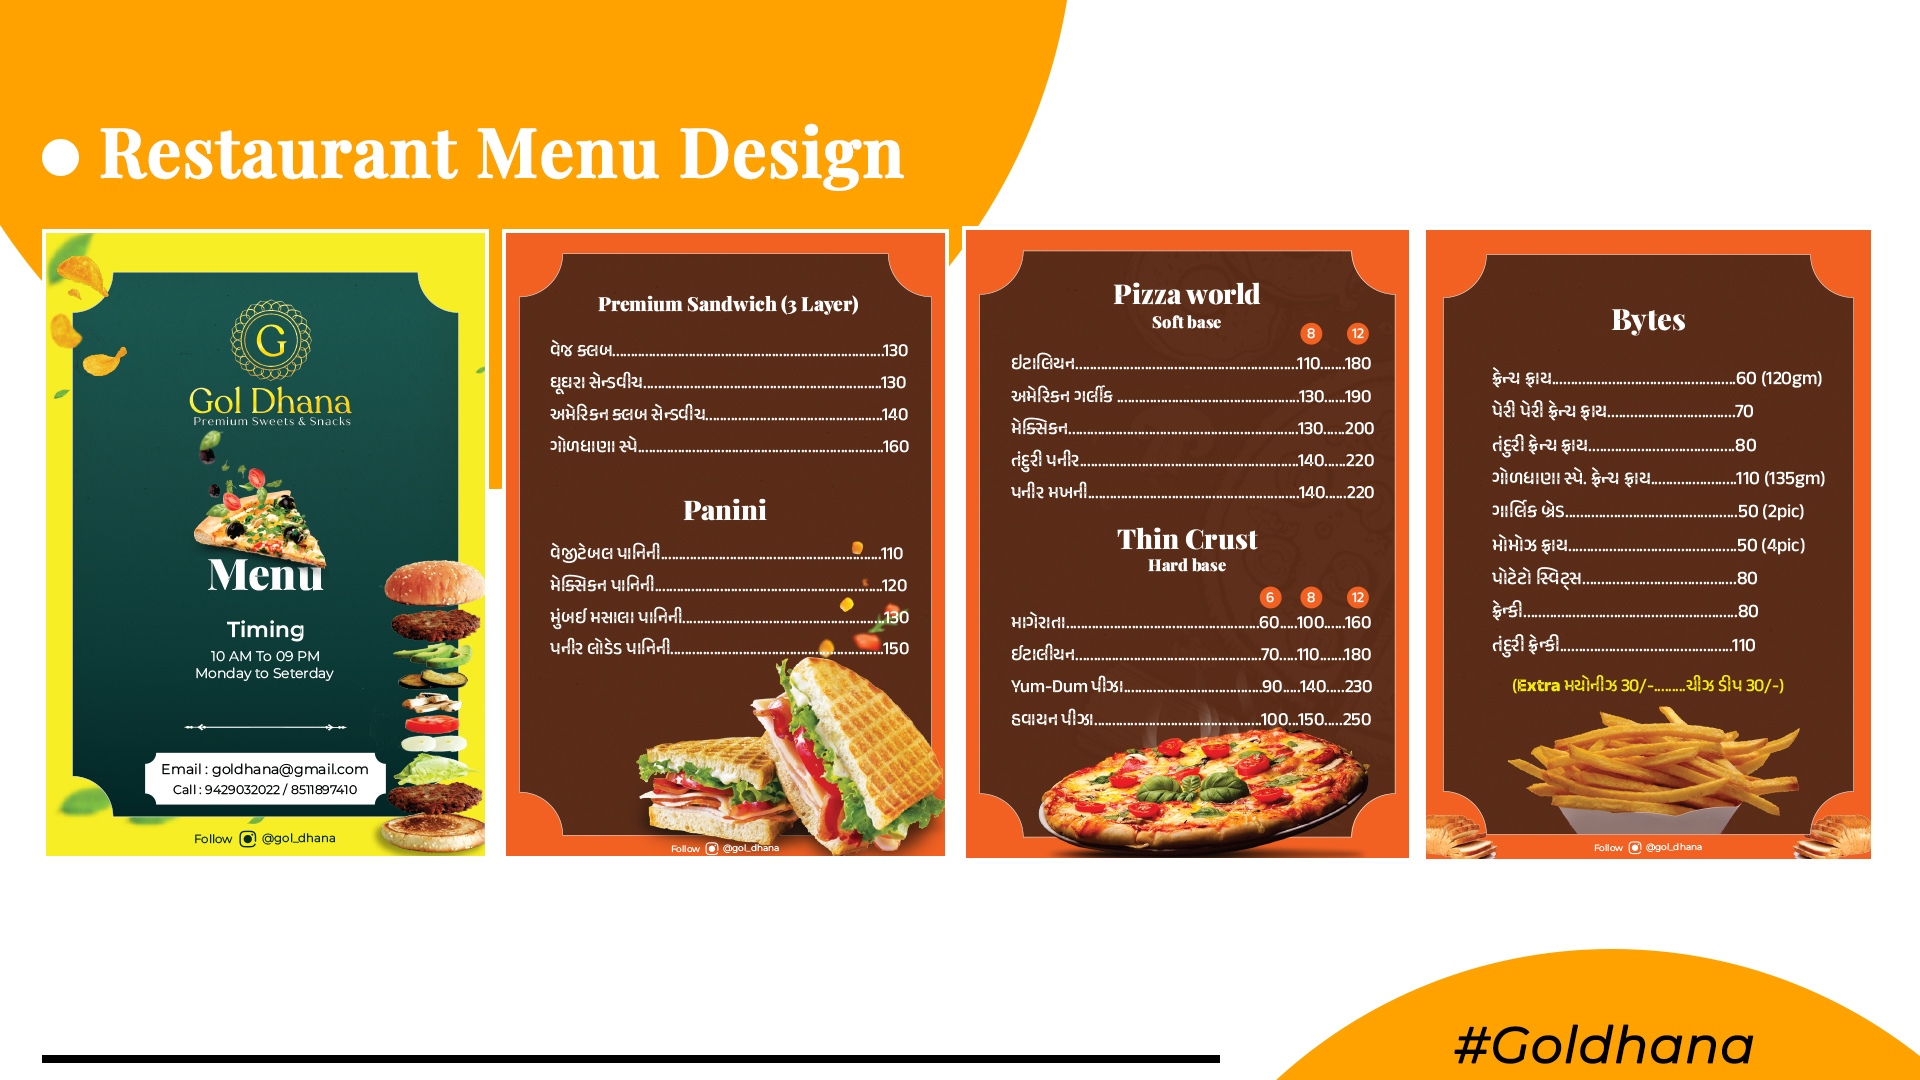 Restaurant Menu Design
G
Gol Dhana
Premium Sweets & Snacks
Menu
Timing
10 AM To 09 PM
Monday to Seterday
Email : goldhana@gmail.com
Call : 9429032022 / 8511897410
Follow @gol_dhana
Premium Sandwich (3 Layer)
વેજ ક્લબ........................................130
ઘૂઘરા સેન્ડવીચ........................................130
અમેરિકન ક્લબ સેન્ડવીચ........................................140
ગોળધાણા સ્પે........................................160
Panini
વેજીટેબલ પાનિની........................................110
મેક્સિકન પાનિની........................................120
મુંબઈ મસાલા પાનિની........................................130
પનીર લોડેડ પાનિની........................................150
Follow @gol_dhana
Pizza world
Soft base
8 12
ઇટાલિયન........................................110......180
અમેરિકન ગર્લીક ........................................130......190
મેક્સિકન........................................130......200
તંદુરી પનીર........................................140......220
પનીર મખની........................................140......220
Thin Crust
Hard base
6 8 12
માર્ગેરાતા........................................60.....100......160
ઈટાલીયન........................................70.....110......180
Yum-Dum પીઝા........................................90.....140.....230
હવાયન પીઝા........................................100...150.....250
Bytes
ફ્રેન્ચ ફ્રાય........................................60 (120gm)
પેરી પેરી ફ્રેન્ચ ફ્રાય........................................70
તંદુરી ફ્રેન્ચ ફ્રાય........................................80
ગોળધાણા સ્પે. ફ્રેન્ચ ફ્રાય.......................110 (135gm)
ગાર્લિક બ્રેડ........................................50 (2pic)
મોમોઝ ફ્રાય........................................50 (4pic)
પોટેટો સ્વિટ્સ........................................80
ફ્રેન્કી........................................80
તંદુરી ફ્રેન્કી........................................110
(Extra મયોનીઝ 30/-.........ચીઝ ડીપ 30/-)
Follow @gol_dhana
#Goldhana